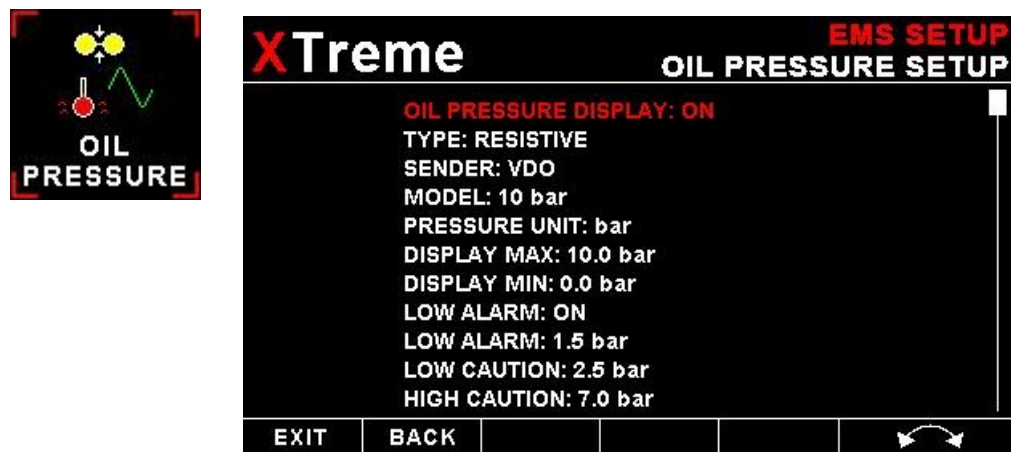 OIL
PRESSURE
XTreme
EMS SETUP
OIL PRESSURE SETUP
OIL PRESSURE DISPLAY: ON
TYPE: RESISTIVE
SENDER: VDO
MODEL: 10 bar
PRESSURE UNIT: bar
DISPLAY MAX: 10.0 bar
DISPLAY MIN: 0.0 bar
LOW ALARM: ON
LOW ALARM: 1.5 bar
LOW CAUTION: 2.5 bar
HIGH CAUTION: 7.0 bar
EXIT BACK